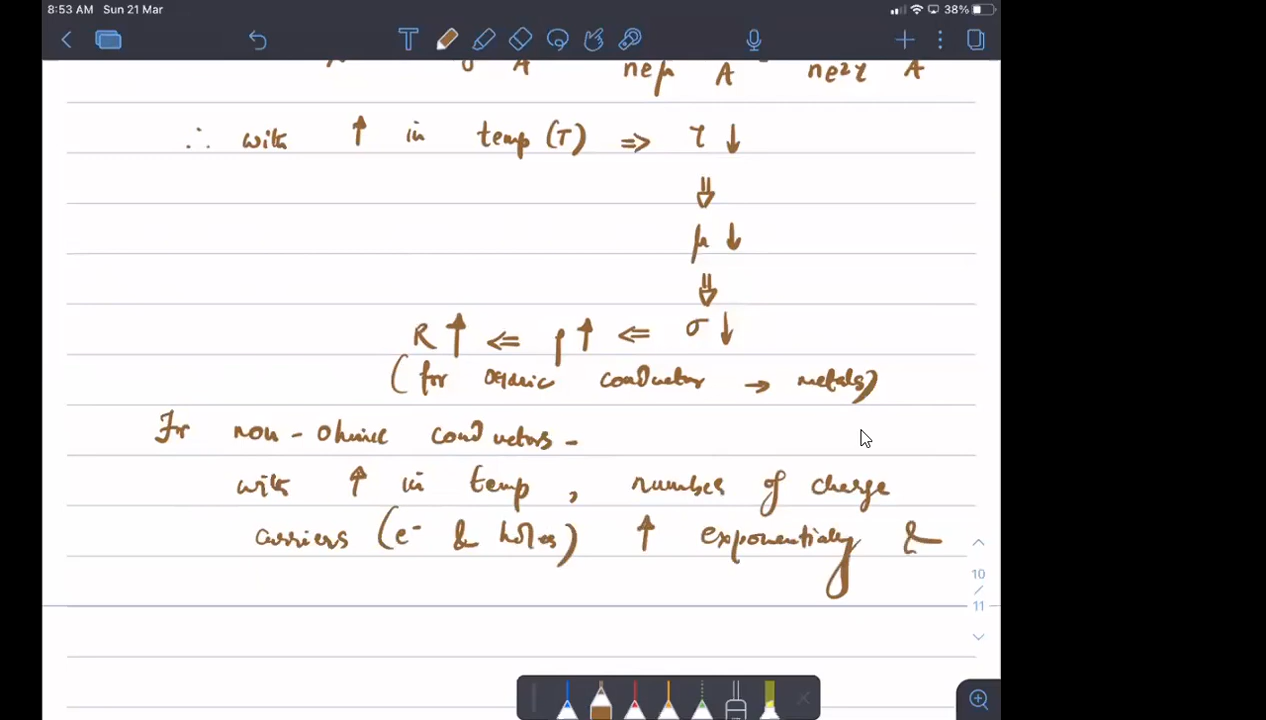 8:53 AM Sun 21 Mar
38%
neμ A ne²τ A
∴ with ↑ in temp (T) ⇒ τ ↓
⇓
μ ↓
⇓
R ↑ ⇐ ρ ↑ ⇐ σ ↓
(for ohmic conductor → metals)
For non-ohmic conductors -
with ↑ in temp, number of charge
carriers (e⁻ & holes) ↑ exponentially &
10
/
11